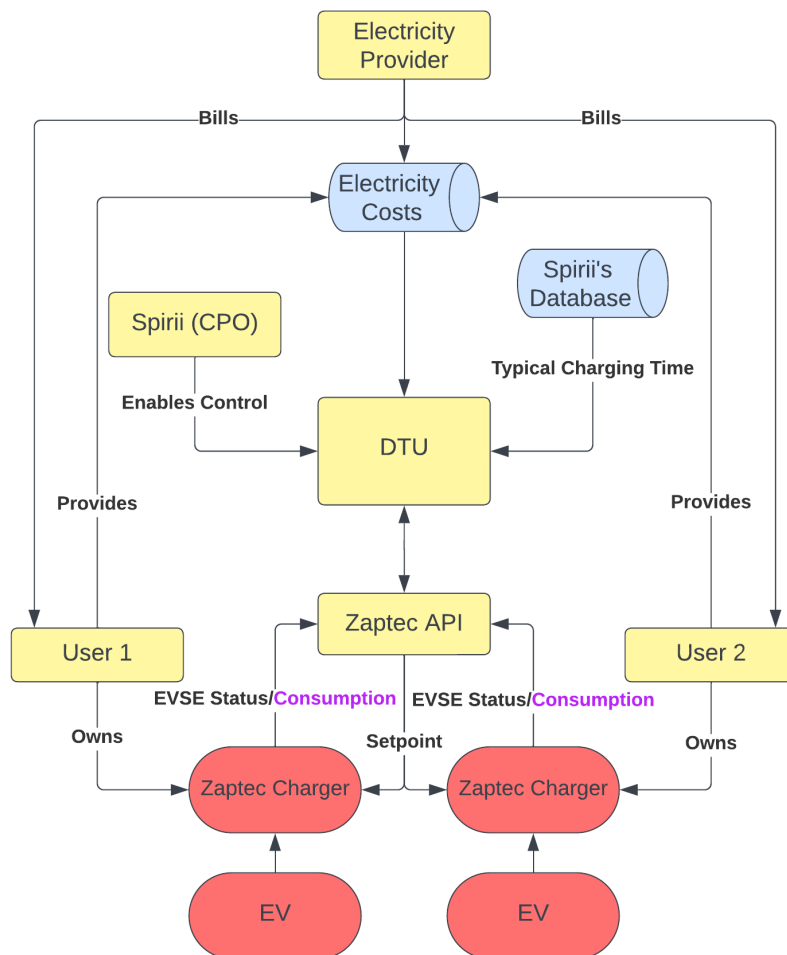 Electricity
Provider
Bills
Bills
Electricity
Costs
Spirii's
Database
Spirii (CPO)
Typical Charging Time
Enables Control
DTU
Provides
Provides
Zaptec API
User 1
User 2
EVSE Status/Consumption
EVSE Status/Consumption
Owns
Setpoint
Owns
Zaptec Charger
Zaptec Charger
EV
EV